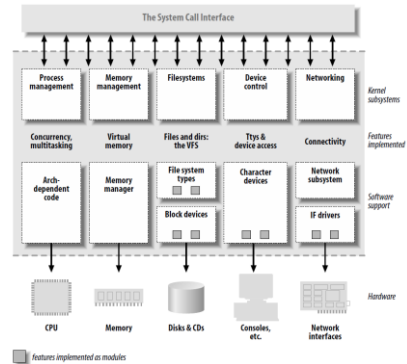 The System Call Interface
Process
management
Memory
management
Filesystems
Device
control
Networking
Kernel
subsystems
Concurrency,
multitasking
Virtual
memory
Files and dirs:
the VFS
Ttys &
device access
Connectivity
Features
implemented
Arch-
dependent
code
Memory
manager
File system
types
Block devices
Character
devices
Network
subsystem
IF drivers
Software
support
Hardware
CPU
Memory
Disks & CDs
Consoles,
etc.
Network
interfaces
features implemented as modules